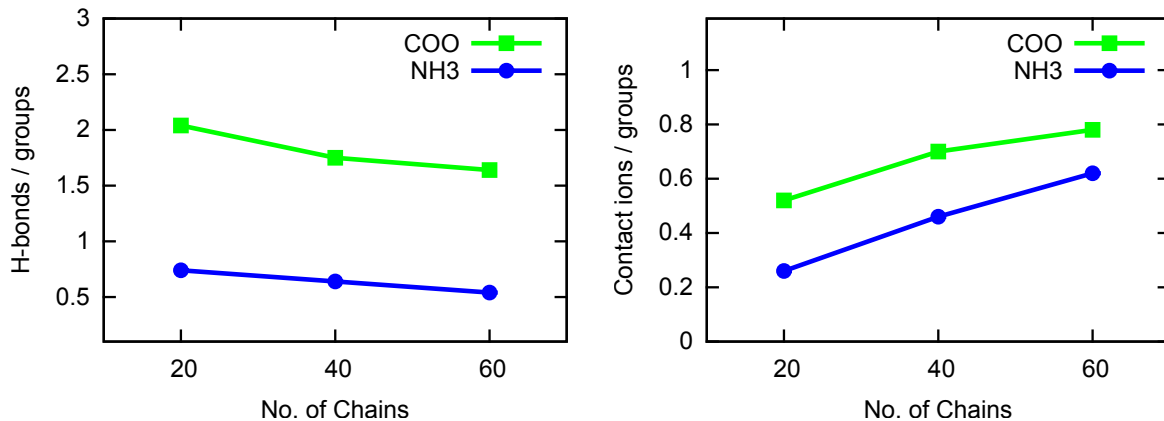 H-bonds / groups
3
2.5
2
1.5
1
0.5
COO
NH3
20 40 60
No. of Chains
Contact ions / groups
1
0.8
0.6
0.4
0.2
0
COO
NH3
20 40 60
No. of Chains